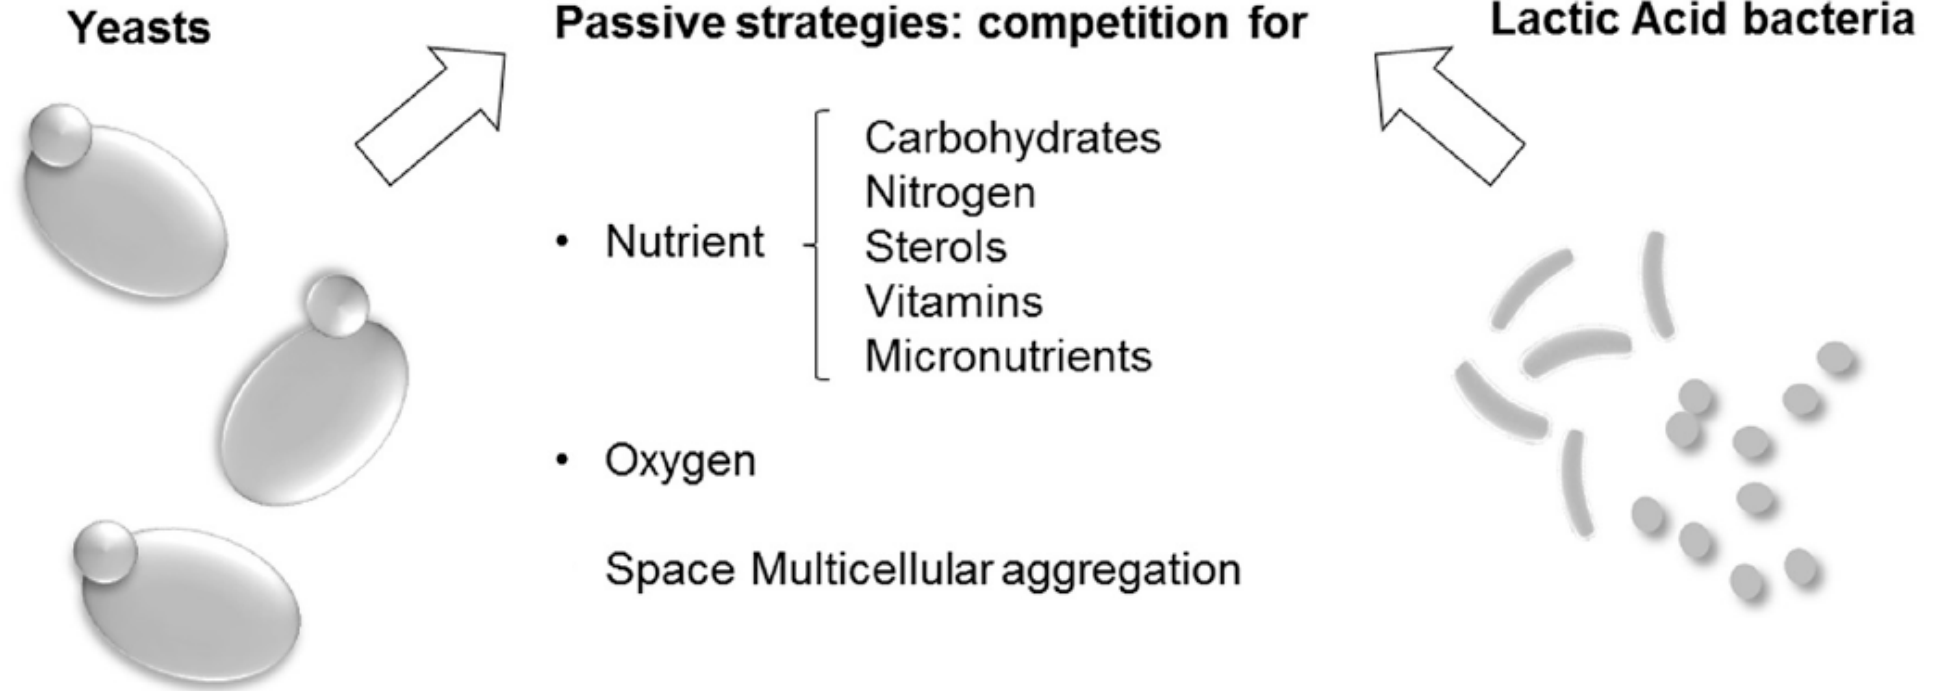 Yeasts
Passive strategies: competition for
Lactic Acid bacteria
Carbohydrates
Nitrogen
• Nutrient
Sterols
Vitamins
Micronutrients
• Oxygen
Space Multicellular aggregation